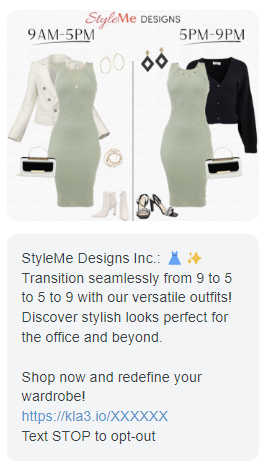 StyleMe DESIGNS
9AM-5PM
5PM-9PM
StyleMe Designs Inc.: 👗✨
Transition seamlessly from 9 to 5
to 5 to 9 with our versatile outfits!
Discover stylish looks perfect for
the office and beyond.
Shop now and redefine your
wardrobe!
https://kla3.io/XXXXXX
Text STOP to opt-out